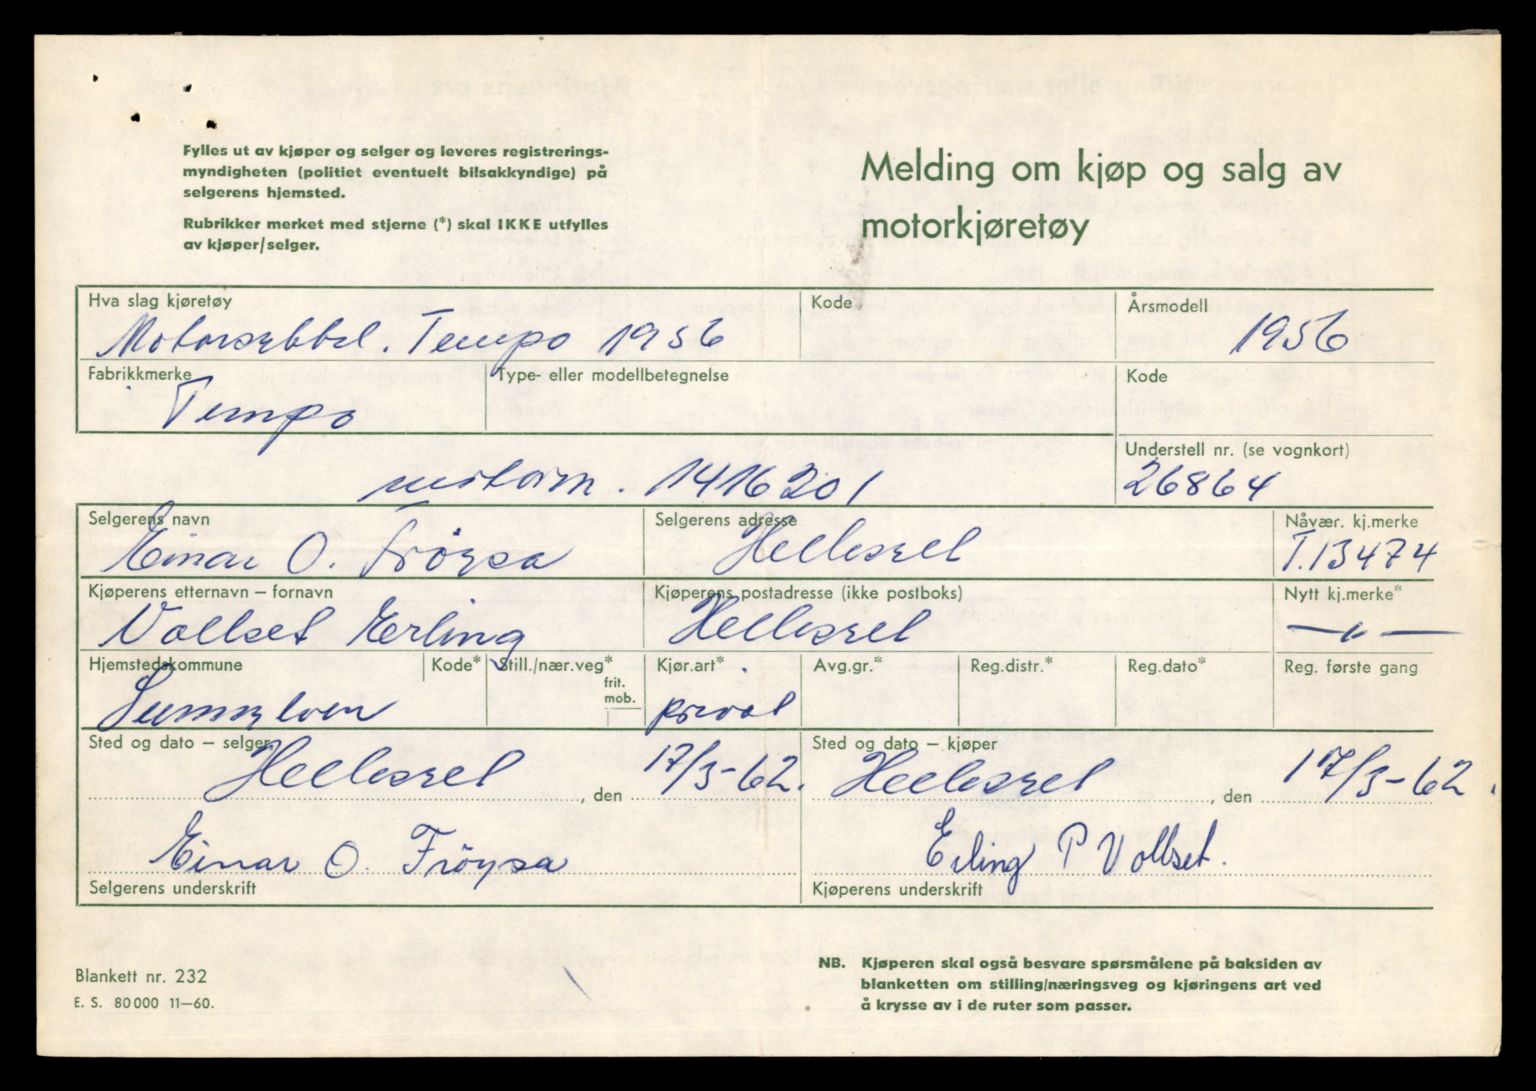 Fylles ut av kjøper og selger og leveres registrerings-
myndigheten (politiet eventuelt bilsakkyndige) på
selgerens hjemsted.
Rubrikker merket med stjerne (*) skal IKKE utfylles
av kjøper/selger.
Melding om kjøp og salg av
motorkjøretøy
Hva slag kjøretøy Kode Årsmodell
Motorsykkel. Tempo 1956 1956
Fabrikkmerke Type- eller modellbetegnelse Kode
Tempo
Understell nr. (se vognkort)
motorn. 1416201 26864
Selgerens navn Selgerens adresse Nåvær. kj.merke
Einar O. Frøysa Hellesylt T.13474
Kjøperens etternavn – fornavn Kjøperens postadresse (ikke postboks) Nytt kj.merke*
Vollset Erling Hellesylt — " —
Hjemstedskommune Kode* Still./nær.veg* Kjør.art* Avg.gr.* Reg.distr.* Reg.dato* Reg. første gang
frit.
mob.
Sunnylven privat
Sted og dato – selger Sted og dato – kjøper
Hellesylt, den 17/3-62. Hellesylt, den 17/3-62.
Einar O. Frøysa Erling P Vollset.
Selgerens underskrift Kjøperens underskrift
Blankett nr. 232
E. S. 80000 11—60.
NB. Kjøperen skal også besvare spørsmålene på baksiden av
blanketten om stilling/næringsveg og kjøringens art ved
å krysse av i de ruter som passer.